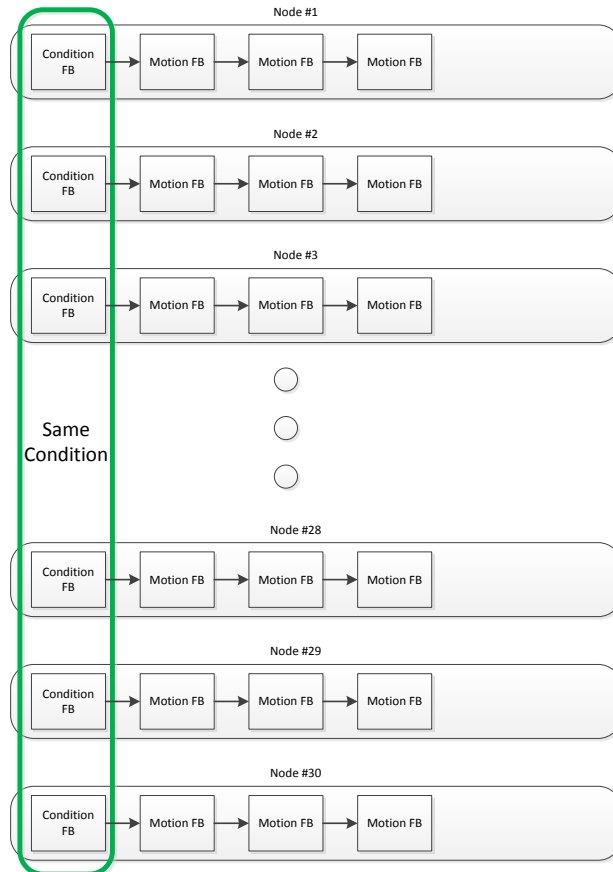 Node #1
Condition
FB
Motion FB
Motion FB
Motion FB
Node #2
Condition
FB
Motion FB
Motion FB
Motion FB
Node #3
Condition
FB
Motion FB
Motion FB
Motion FB
Same
Condition
Node #28
Condition
FB
Motion FB
Motion FB
Motion FB
Node #29
Condition
FB
Motion FB
Motion FB
Motion FB
Node #30
Condition
FB
Motion FB
Motion FB
Motion FB